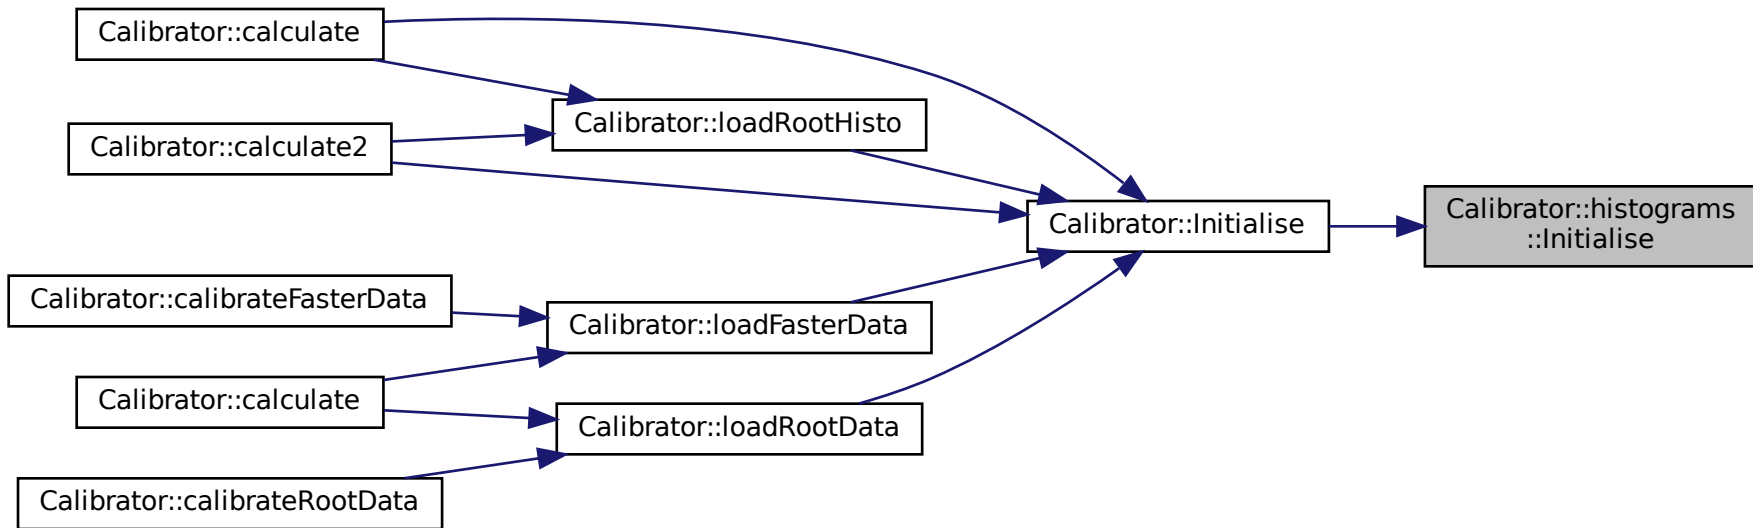 Calibrator::calculate
Calibrator::loadRootHisto
Calibrator::calculate2
Calibrator::Initialise
Calibrator::histograms
::Initialise
Calibrator::calibrateFasterData
Calibrator::loadFasterData
Calibrator::calculate
Calibrator::loadRootData
Calibrator::calibrateRootData